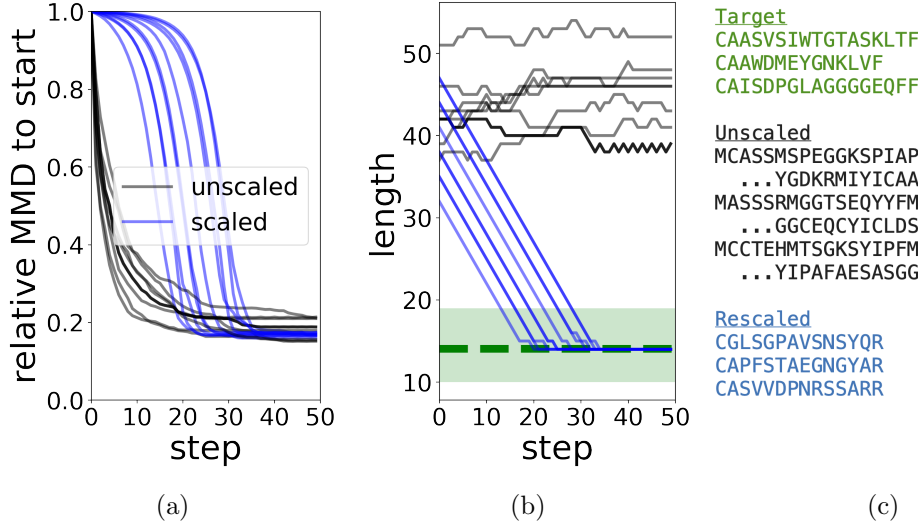 relative MMD to start
1.0
0.8
0.6
0.4
0.2
0.0
0 10 20 30 40 50
step
unscaled
scaled
(a)
length
50
40
30
20
10
0 10 20 30 40 50
step
(b)
Target
CAASVSIWTGTASKLTF
CAAWDMEYGNKLVF
CAISDPGLAGGGGEQFF
Unscaled
MCASSMSPEGGKSPIAP
...YGDKRMIYICAA
MASSSRMGGTSEQYYFM
...GGCEQCYICLDS
MCCTEHMTSGKSYIPFM
...YIPAFAESASGG
Rescaled
CGLSGPAVSNSYQR
CAPFSTAEGNGYAR
CASVVDPNRSSARR
(c)